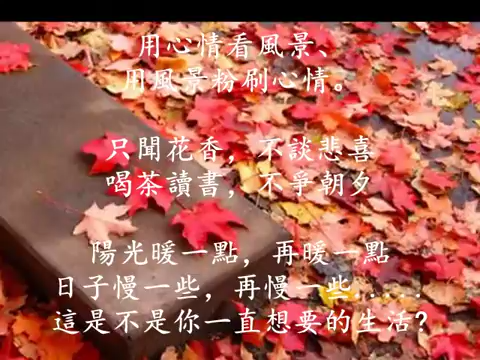 用心情看風景、
用風景粉刷心情。
只聞花香，不談悲喜
喝茶讀書，不爭朝夕
陽光暖一點，再暖一點
日子慢一些，再慢一些.....
這是不是你一直想要的生活?